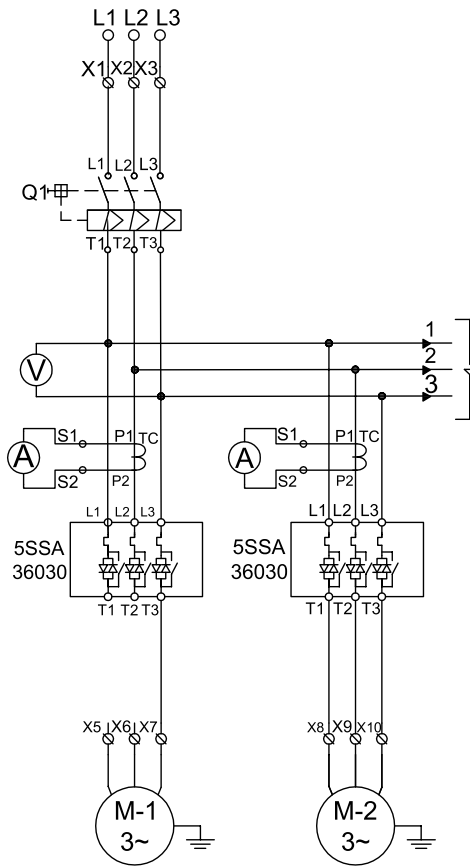 L1 L2 L3
X1 X2 X3
L1 L2 L3
Q1
T1 T2 T3
1
2
3
V
S1 P1 TC
A
S2 P2
S1 P1 TC
A
S2 P2
L1 L2 L3
5SSA
36030
T1 T2 T3
L1 L2 L3
5SSA
36030
T1 T2 T3
X5 X6 X7
X8 X9 X10
M-1
3~
M-2
3~